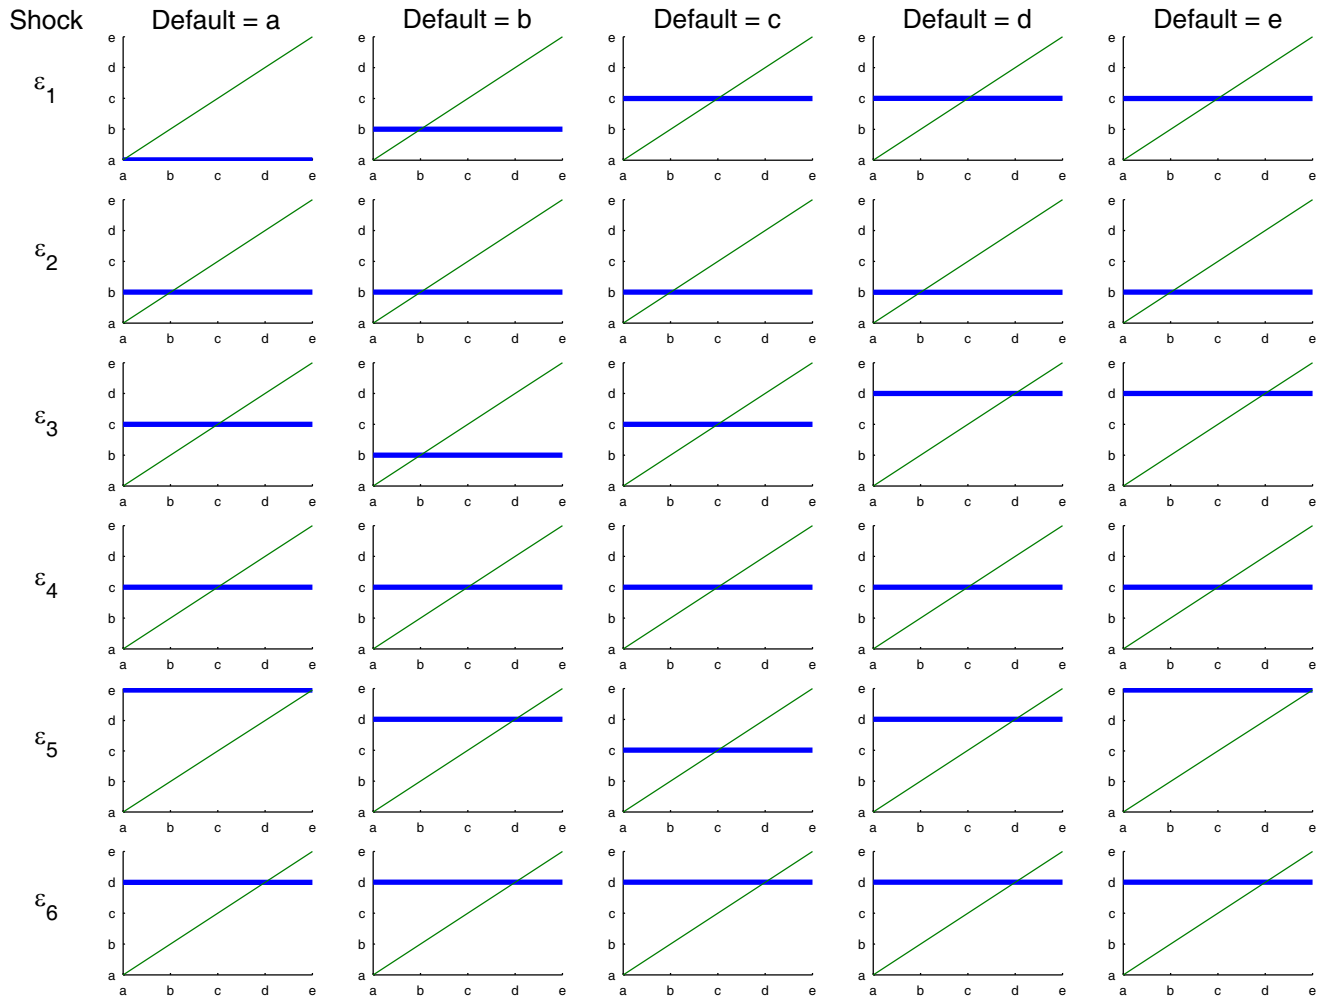 Shock Default = a Default = b Default = c Default = d Default = e
e e e e e
d d d d d
ε1 c c c c c
b b b b b
a a a a a
a b c d e a b c d e a b c d e a b c d e a b c d e
e e e e e
d d d d d
ε2 c c c c c
b b b b b
a a a a a
a b c d e a b c d e a b c d e a b c d e a b c d e
e e e e e
d d d d d
ε3 c c c c c
b b b b b
a a a a a
a b c d e a b c d e a b c d e a b c d e a b c d e
e e e e e
d d d d d
ε4 c c c c c
b b b b b
a a a a a
a b c d e a b c d e a b c d e a b c d e a b c d e
e e e e e
d d d d d
ε5 c c c c c
b b b b b
a a a a a
a b c d e a b c d e a b c d e a b c d e a b c d e
e e e e e
d d d d d
ε6 c c c c c
b b b b b
a a a a a
a b c d e a b c d e a b c d e a b c d e a b c d e